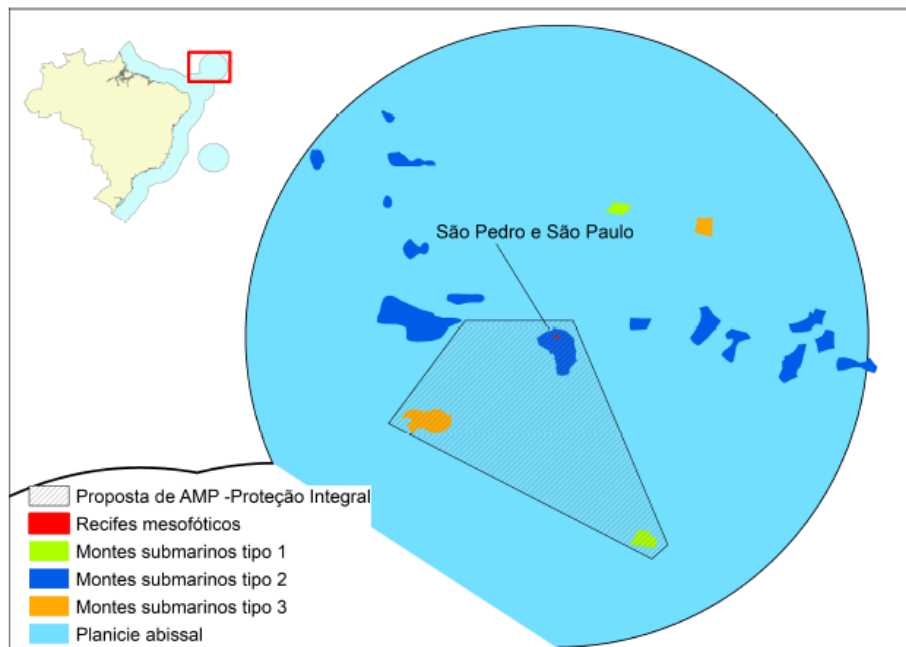 São Pedro e São Paulo
Proposta de AMP -Proteção Integral
Recifes mesofóticos
Montes submarinos tipo 1
Montes submarinos tipo 2
Montes submarinos tipo 3
Planicie abissal